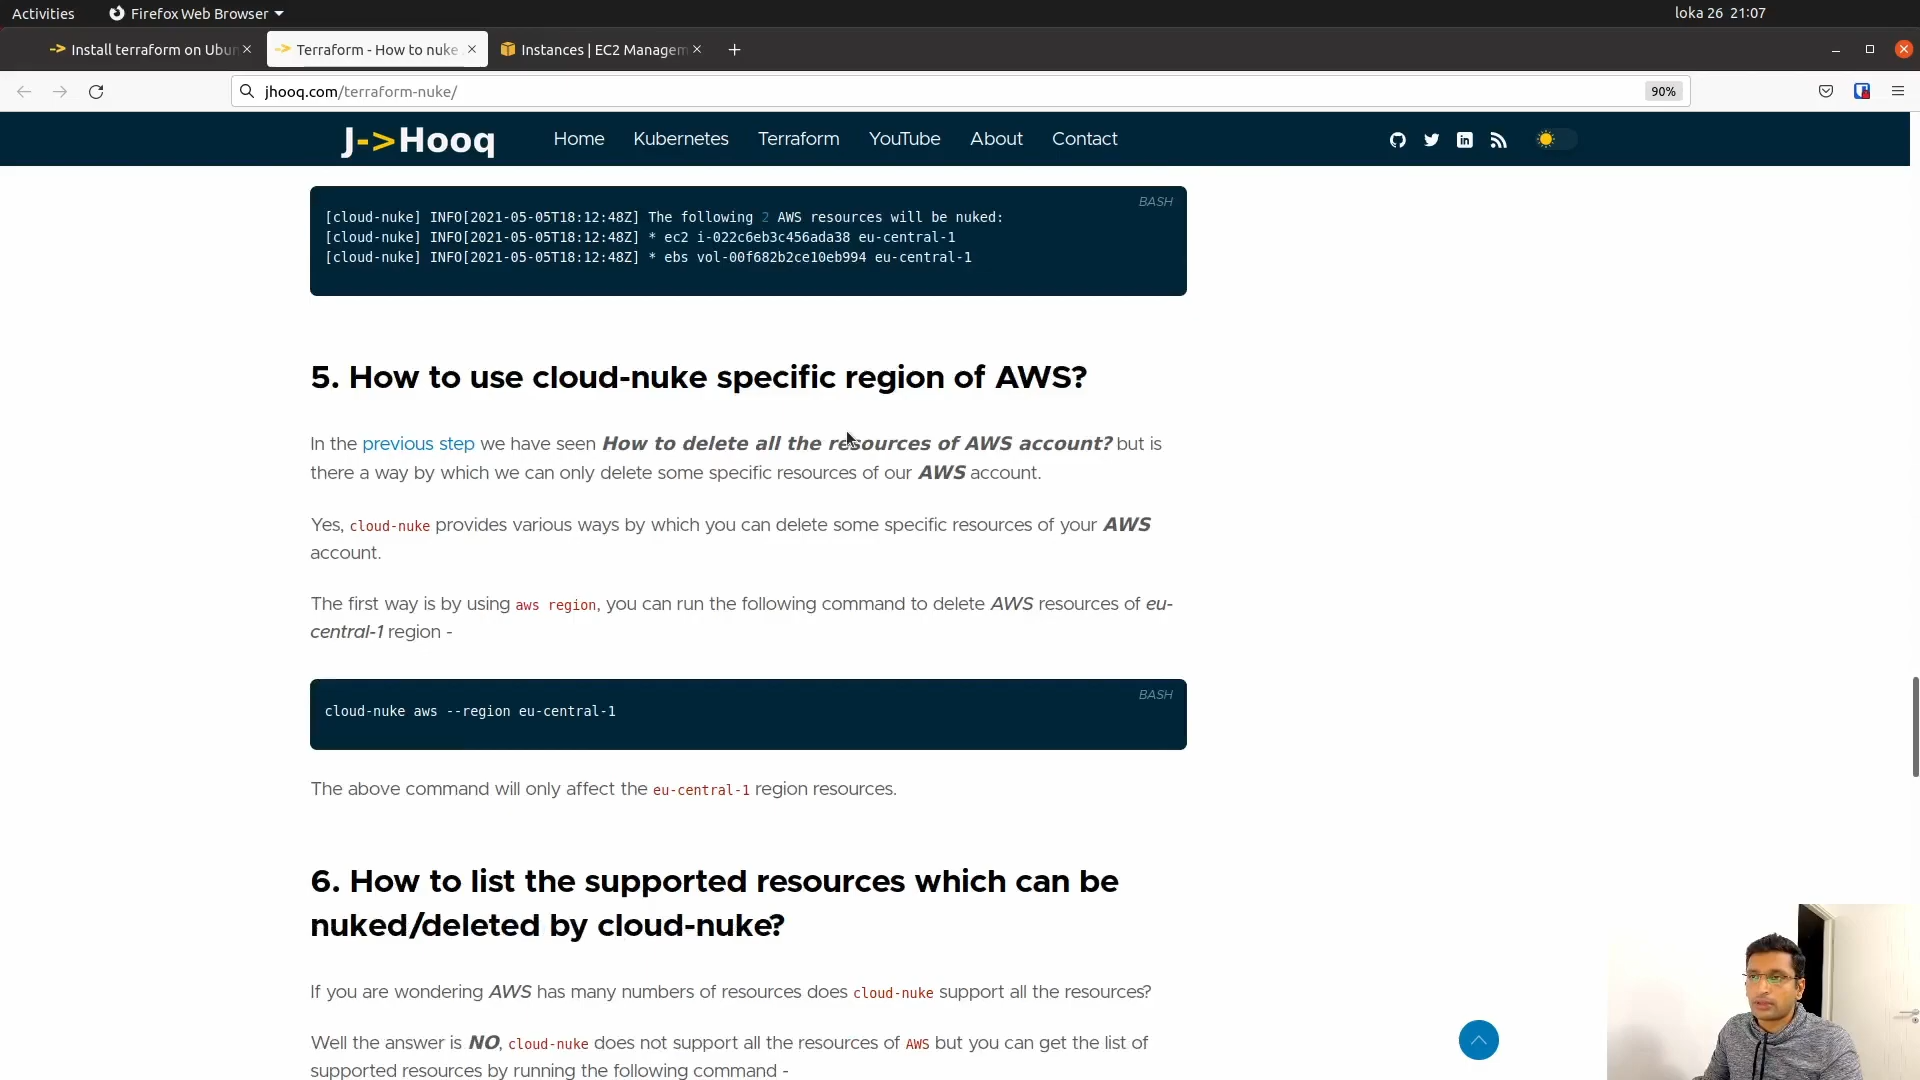 Activities
Firefox Web Browser
loka 26 21:07
-> Install terraform on Ubun
-> Terraform - How to nuke
Instances | EC2 Managem
jhooq.com/terraform-nuke/
90%
J->Hooq
Home
Kubernetes
Terraform
YouTube
About
Contact
BASH
[cloud-nuke] INFO[2021-05-05T18:12:48Z] The following 2 AWS resources will be nuked:
[cloud-nuke] INFO[2021-05-05T18:12:48Z] * ec2 i-022c6eb3c456ada38 eu-central-1
[cloud-nuke] INFO[2021-05-05T18:12:48Z] * ebs vol-00f682b2ce10eb994 eu-central-1
5. How to use cloud-nuke specific region of AWS?
In the previous step we have seen How to delete all the resources of AWS account? but is
there a way by which we can only delete some specific resources of our AWS account.
Yes, cloud-nuke provides various ways by which you can delete some specific resources of your AWS
account.
The first way is by using aws region, you can run the following command to delete AWS resources of eu-
central-1 region -
BASH
cloud-nuke aws --region eu-central-1
The above command will only affect the eu-central-1 region resources.
6. How to list the supported resources which can be
nuked/deleted by cloud-nuke?
If you are wondering AWS has many numbers of resources does cloud-nuke support all the resources?
Well the answer is NO, cloud-nuke does not support all the resources of AWS but you can get the list of
supported resources by running the following command -